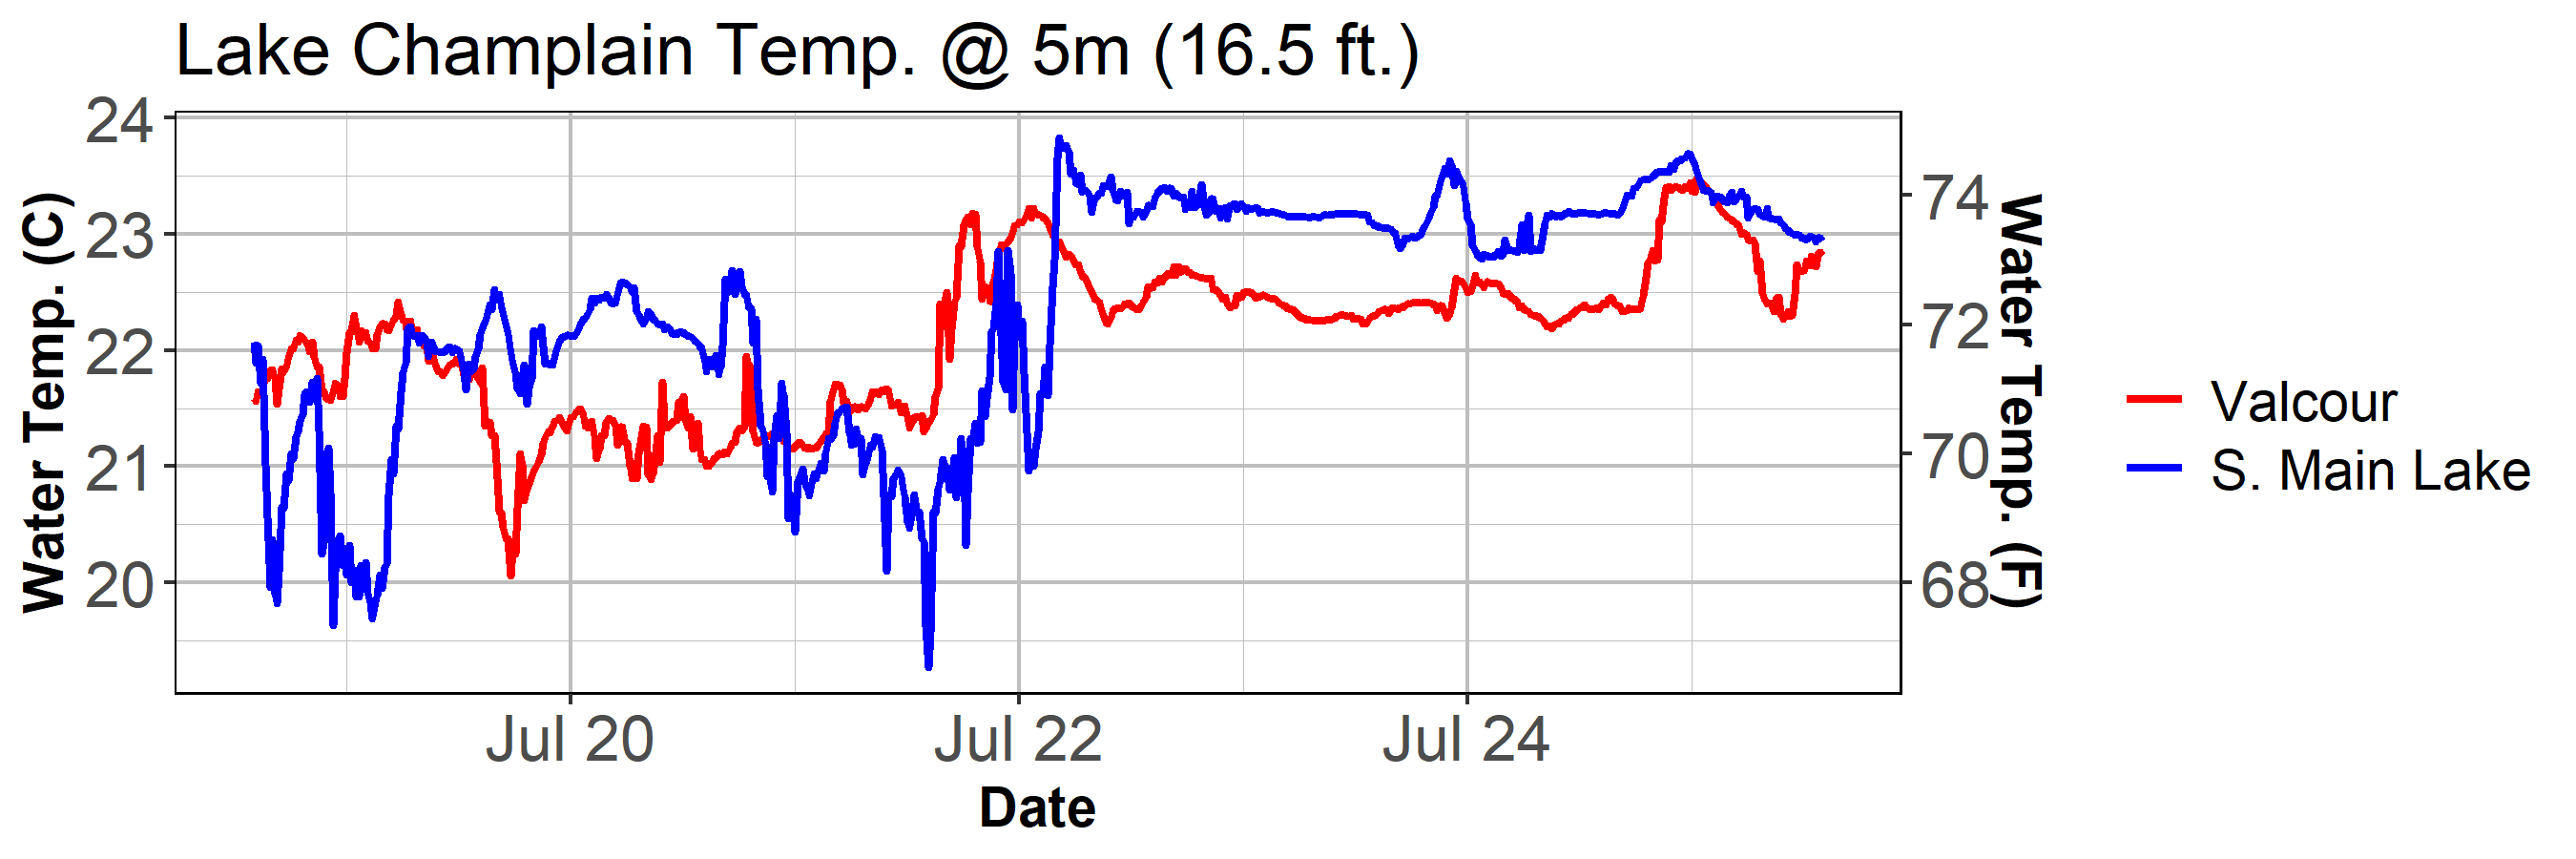 Lake Champlain Temp. @ 5m (16.5 ft.)
Water Temp. (C)
24
23
22
21
20
74
72
70
68
Water Temp. (F)
Jul 20
Jul 22
Jul 24
Date
Valcour
S. Main Lake